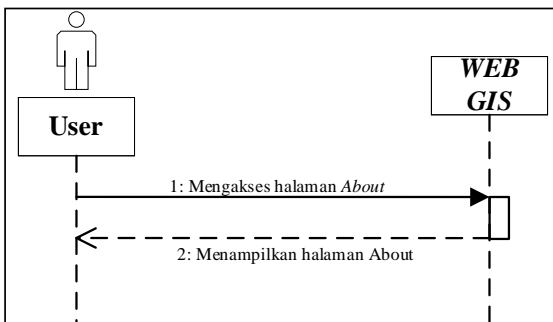 WEB
GIS
User
1: Mengakses halaman About
2: Menampilkan halaman About